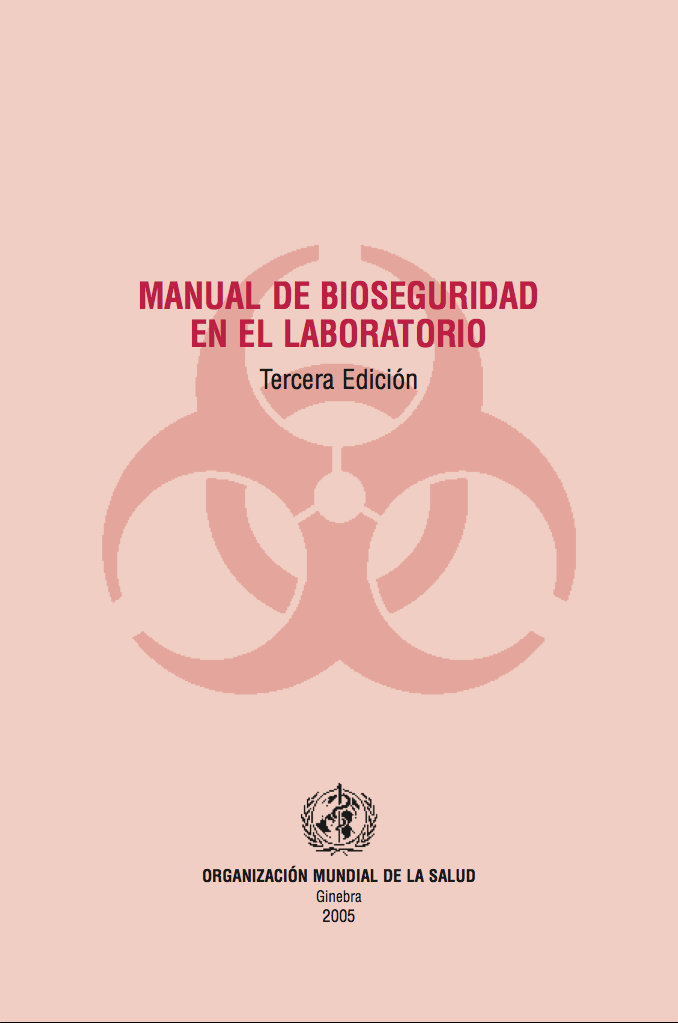 MANUAL DE BIOSEGURIDAD
EN EL LABORATORIO
Tercera Edición
ORGANIZACIÓN MUNDIAL DE LA SALUD
Ginebra
2005